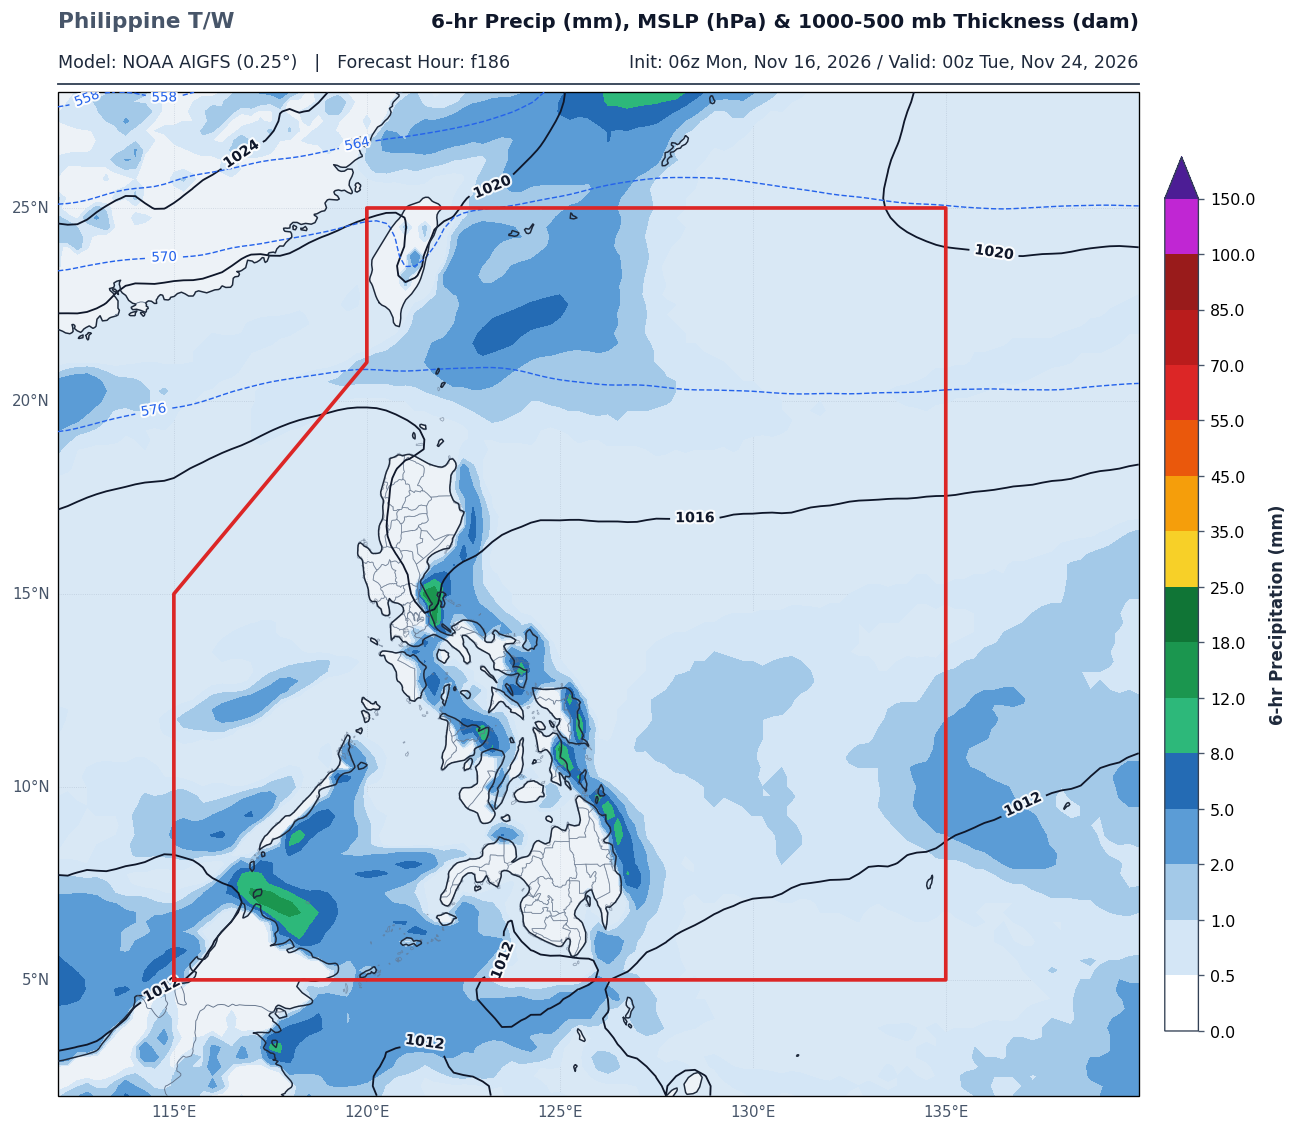 Philippine T/W
6-hr Precip (mm), MSLP (hPa) & 1000-500 mb Thickness (dam)
Model: NOAA AIGFS (0.25°) | Forecast Hour: f186
Init: 06z Mon, Nov 16, 2026 / Valid: 00z Tue, Nov 24, 2026
558
558
564
1024
1020
570
1020
576
1016
1012
1012
1012
1012
25°N
20°N
15°N
10°N
5°N
115°E
120°E
125°E
130°E
135°E
150.0
100.0
85.0
70.0
55.0
45.0
35.0
25.0
18.0
12.0
8.0
5.0
2.0
1.0
0.5
0.0
6-hr Precipitation (mm)